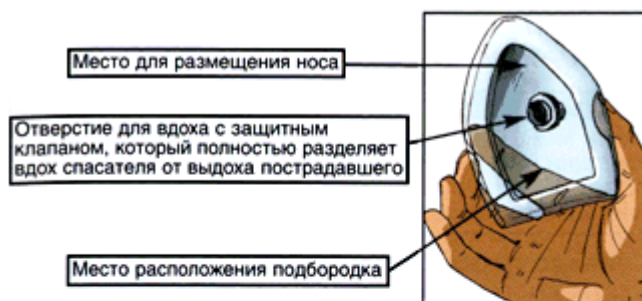 Место для размещения носа
Отверстие для вдоха с защитным
клапаном, который полностью разделяет
вдох спасателя от выдоха пострадавшего
Место расположения подбородка